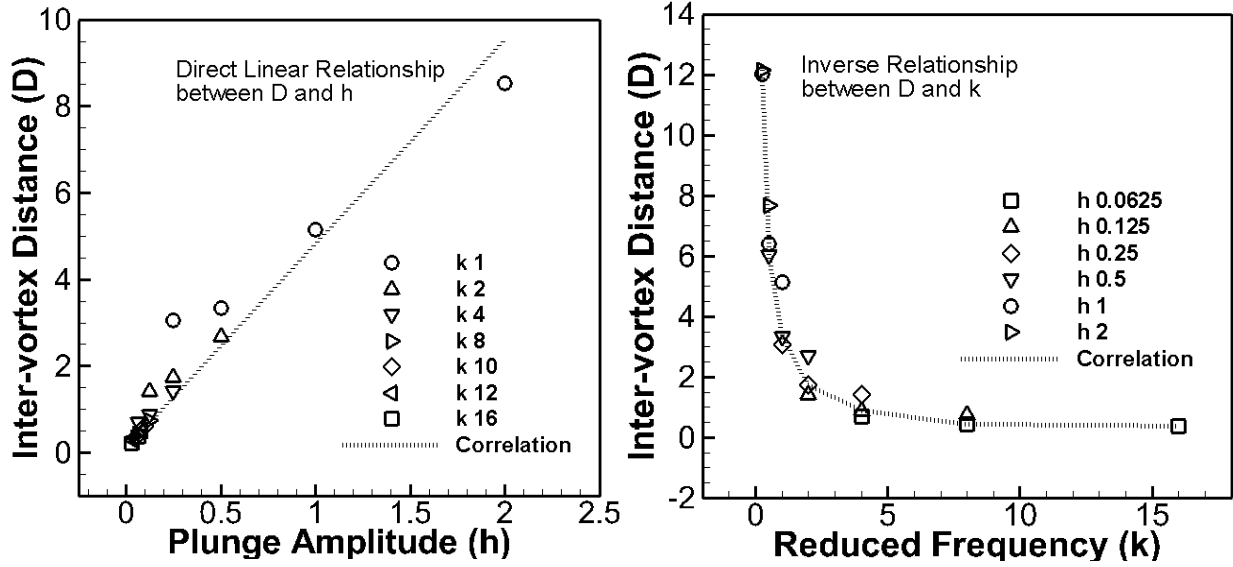 Inter-vortex Distance (D)
10
8
6
4
2
0
Direct Linear Relationship
between D and h
k 1
k 2
k 4
k 8
k 10
k 12
k 16
Correlation
0
0.5
1
1.5
2
2.5
Plunge Amplitude (h)
Inter-vortex Distance (D)
14
12
10
8
6
4
2
0
-2
Inverse Relationship
between D and k
h 0.0625
h 0.125
h 0.25
h 0.5
h 1
h 2
Correlation
0
5
10
15
Reduced Frequency (k)